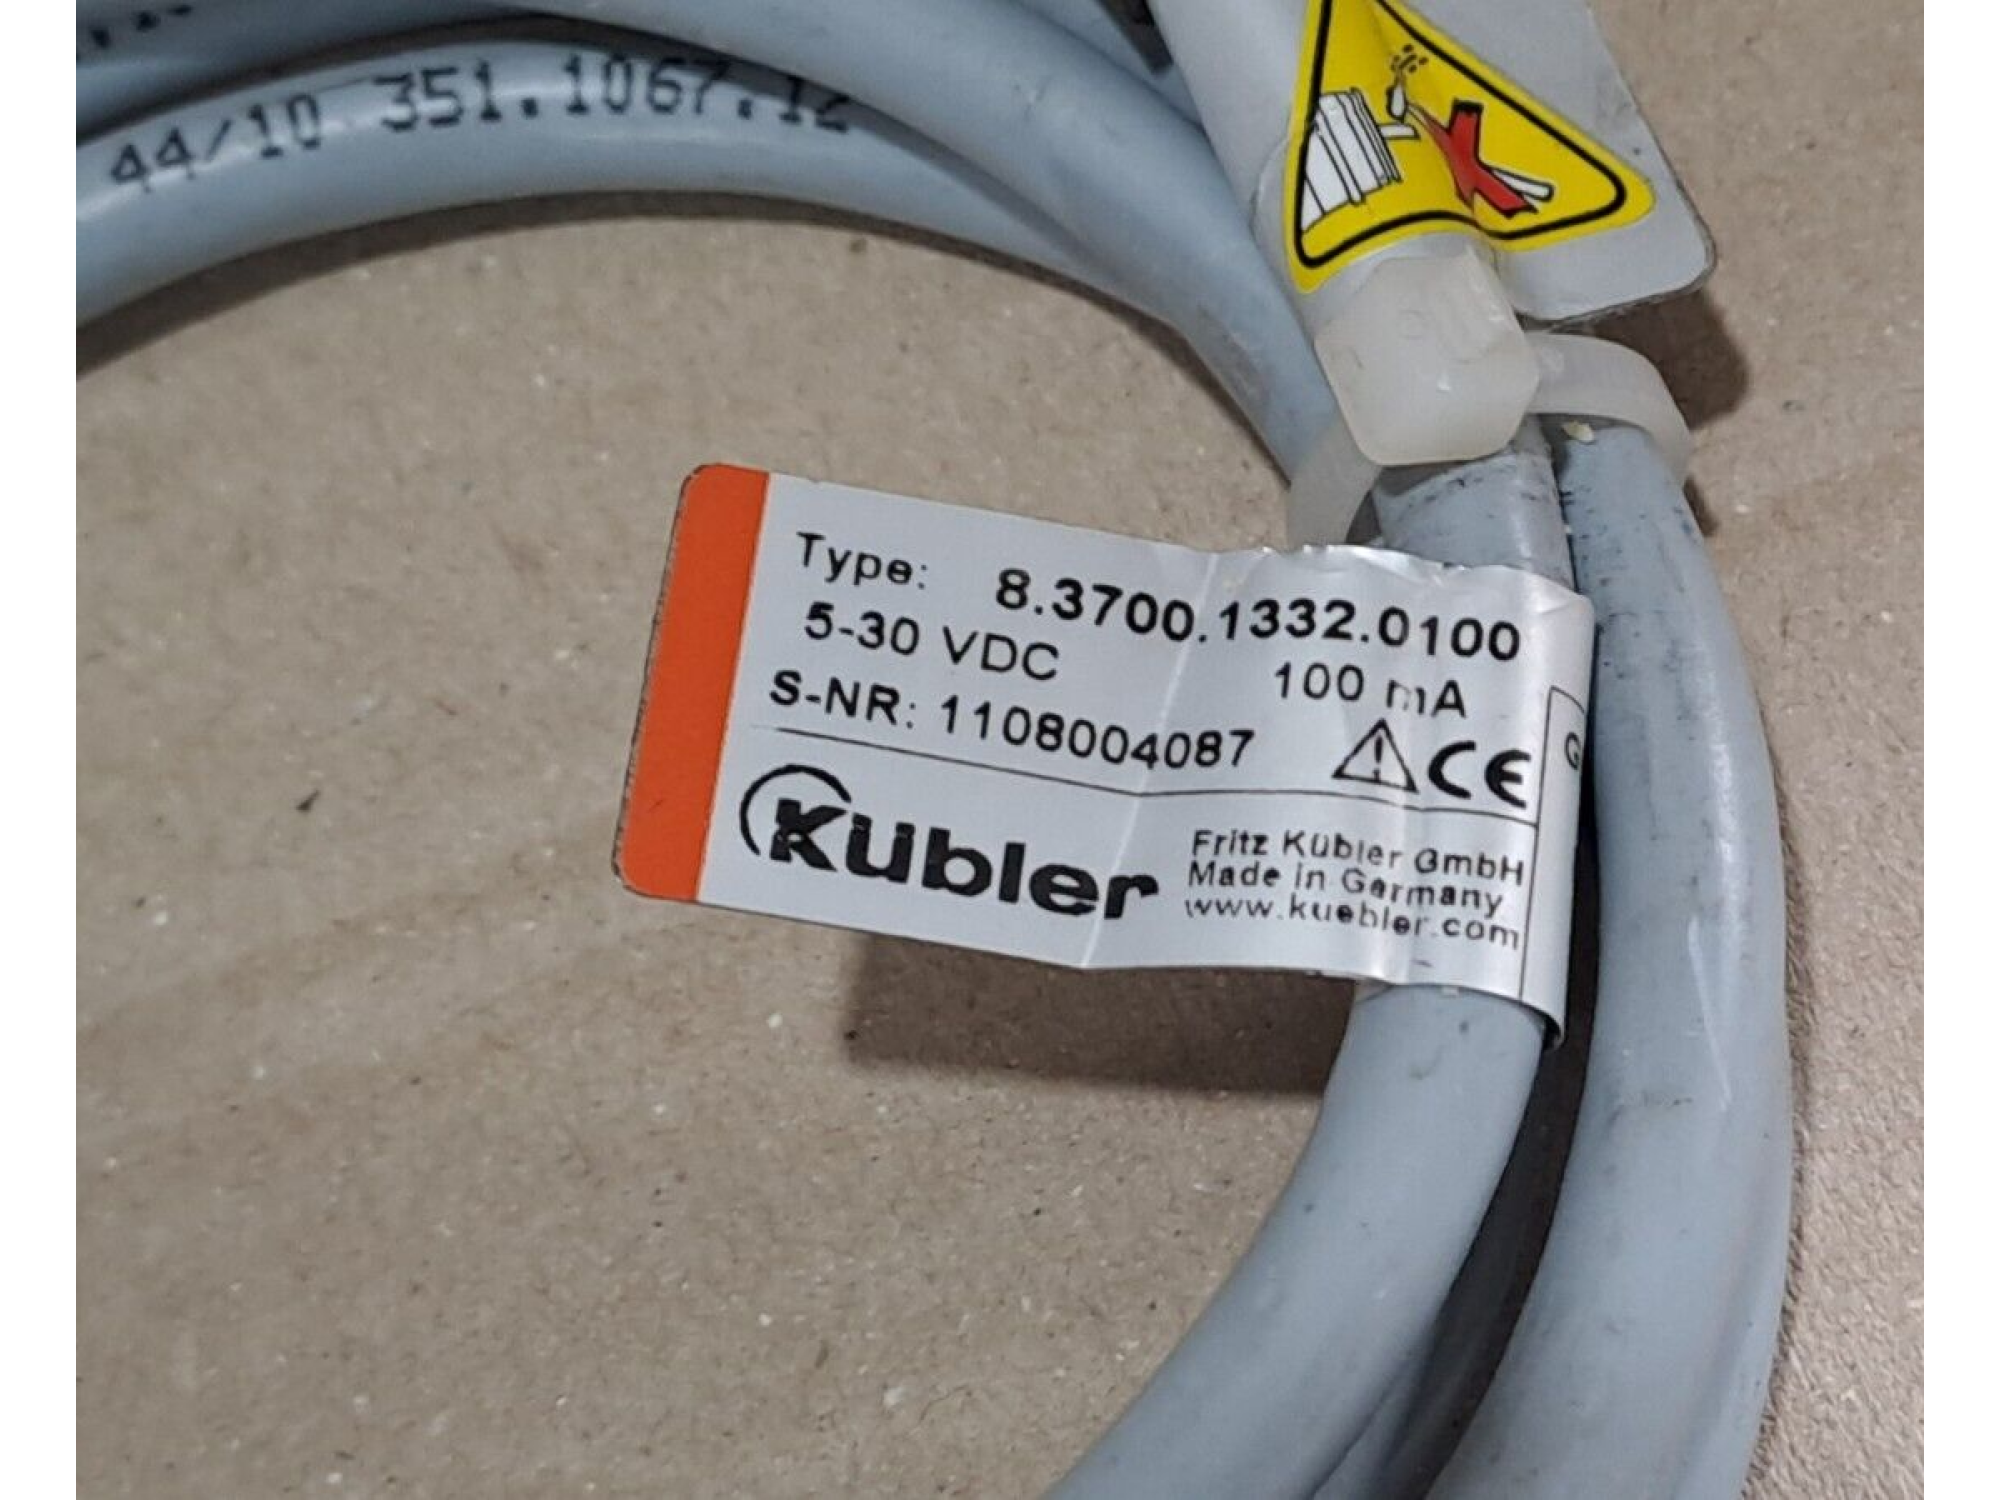 44/10 351.1067.12
Type: 8.3700.1332.0100
5-30 VDC 100 mA
S-NR: 1108004087
CE
Kübler
Fritz Kübler GmbH
Made in Germany
www.kuebler.com
G